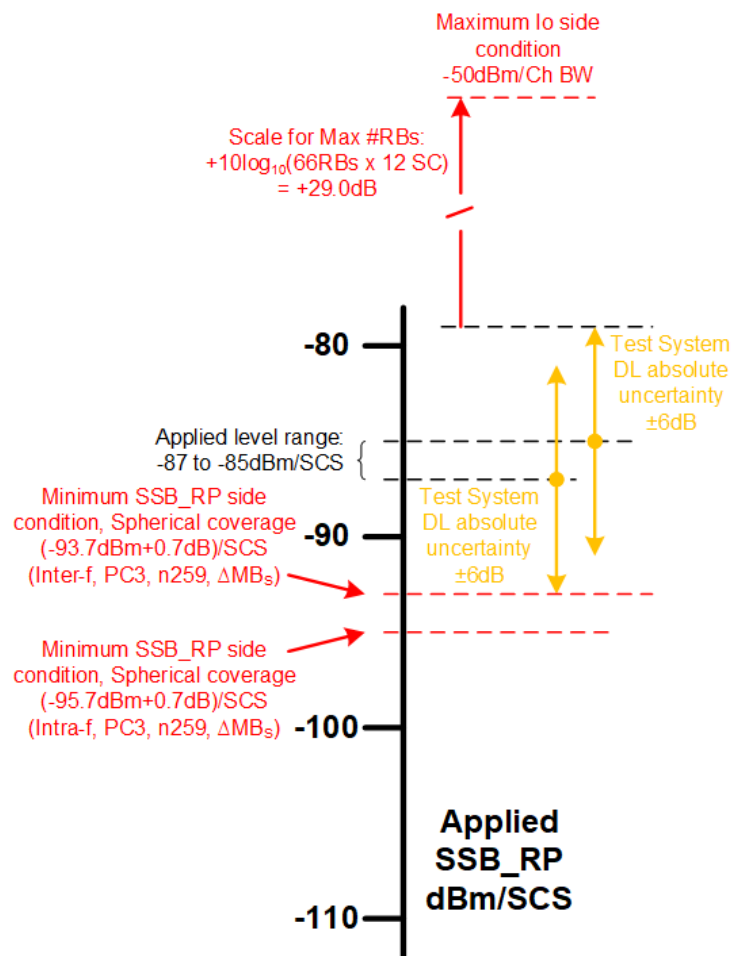 Maximum Io side
condition
-50dBm/Ch BW
Scale for Max #RBs:
+10log₁₀(66RBs x 12 SC)
= +29.0dB
-80
Test System
DL absolute
uncertainty
±6dB
Applied level range:
-87 to -85dBm/SCS
Minimum SSB_RP side
condition, Spherical coverage
(-93.7dBm+0.7dB)/SCS
(Inter-f, PC3, n259, ΔMBₛ)
-90
Test System
DL absolute
uncertainty
±6dB
Minimum SSB_RP side
condition, Spherical coverage
(-95.7dBm+0.7dB)/SCS
(Intra-f, PC3, n259, ΔMBₛ)
-100
Applied
SSB_RP
dBm/SCS
-110